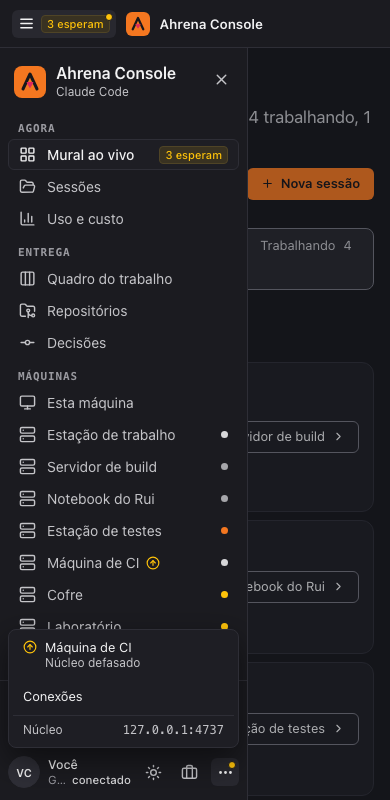 3 esperam
Ahrena Console
Ahrena Console
Claude Code
4 trabalhando, 1
AGORA
Mural ao vivo
3 esperam
Nova sessão
Sessões
Uso e custo
Trabalhando 4
ENTREGA
Quadro do trabalho
Repositórios
Decisões
MÁQUINAS
Esta máquina
Estação de trabalho
de build
Servidor de build
Notebook do Rui
Estação de testes
Máquina de CI
Cofre
do Rui
Laboratório
Máquina de CI
Núcleo defasado
Conexões
Núcleo
127.0.0.1:4737
de testes
VC
Você
G... conectado